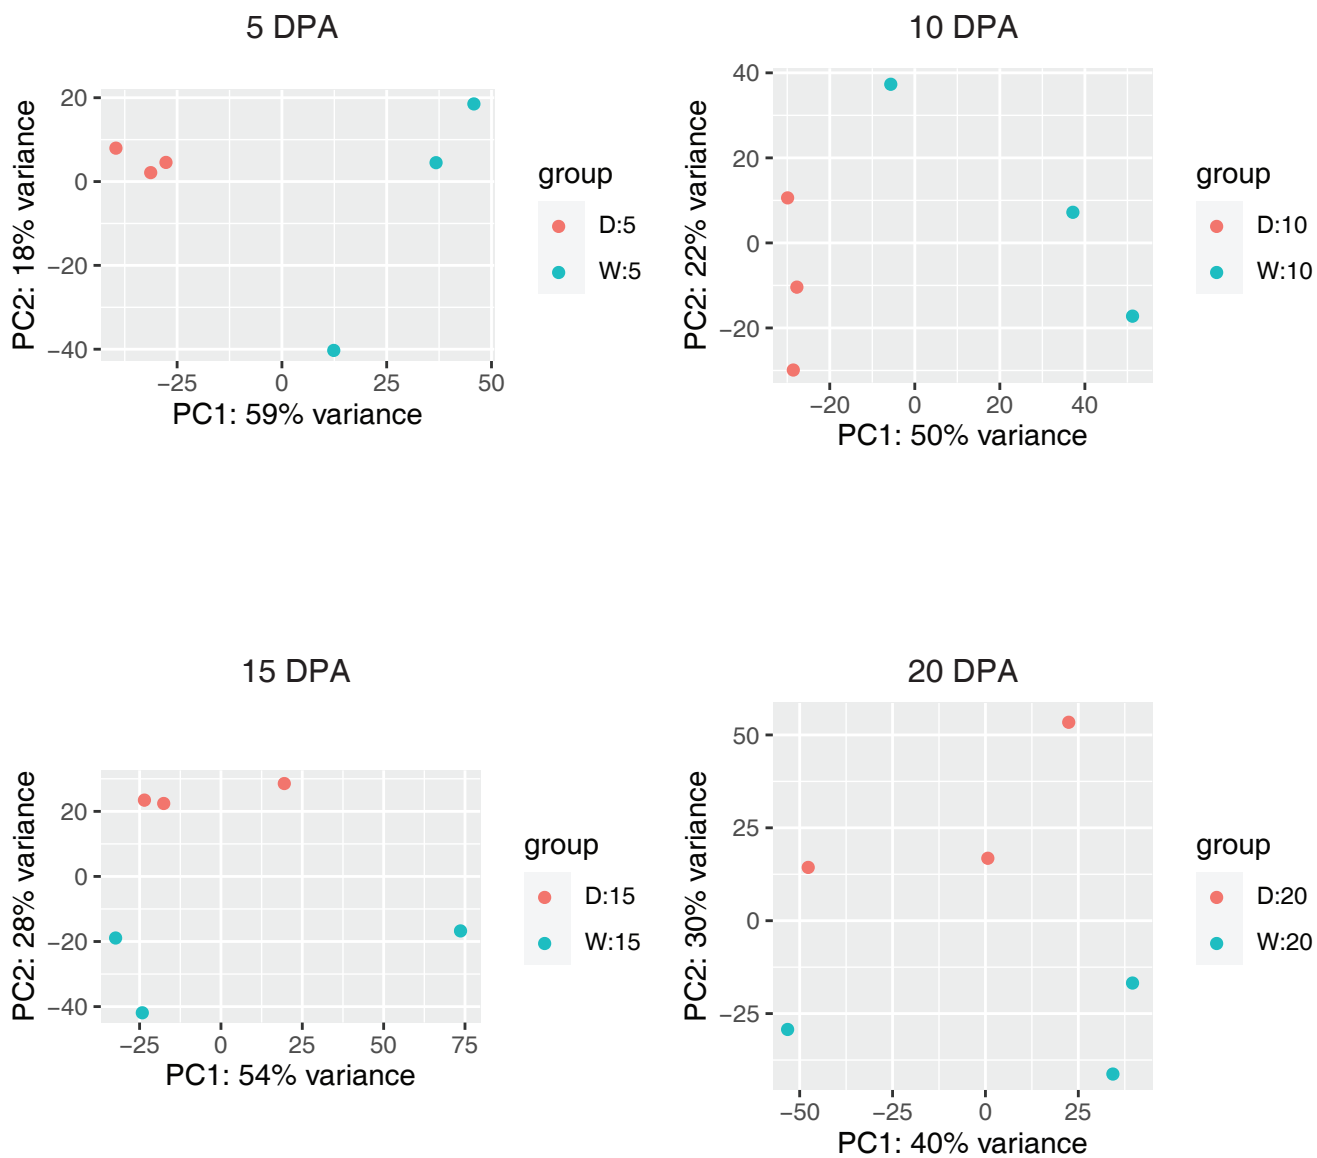 5 DPA
20
0
−20
−40
PC2: 18% variance
−25
0
25
50
PC1: 59% variance
group
D:5
W:5
10 DPA
40
20
0
−20
PC2: 22% variance
−20
0
20
40
PC1: 50% variance
group
D:10
W:10
15 DPA
20
0
−20
−40
PC2: 28% variance
−25
0
25
50
75
PC1: 54% variance
group
D:15
W:15
20 DPA
50
25
0
−25
PC2: 30% variance
−50
−25
0
25
PC1: 40% variance
group
D:20
W:20